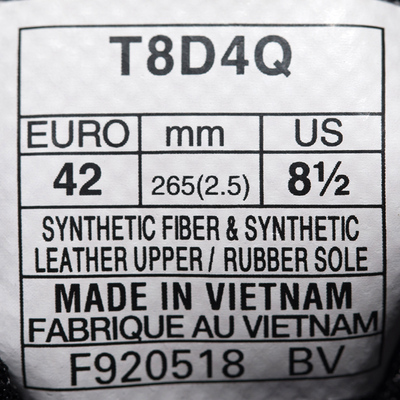 T8D4Q
EURO mm US
42 265(2.5) 8½
SYNTHETIC FIBER & SYNTHETIC
LEATHER UPPER / RUBBER SOLE
MADE IN VIETNAM
FABRIQUE AU VIETNAM
F920518 BV